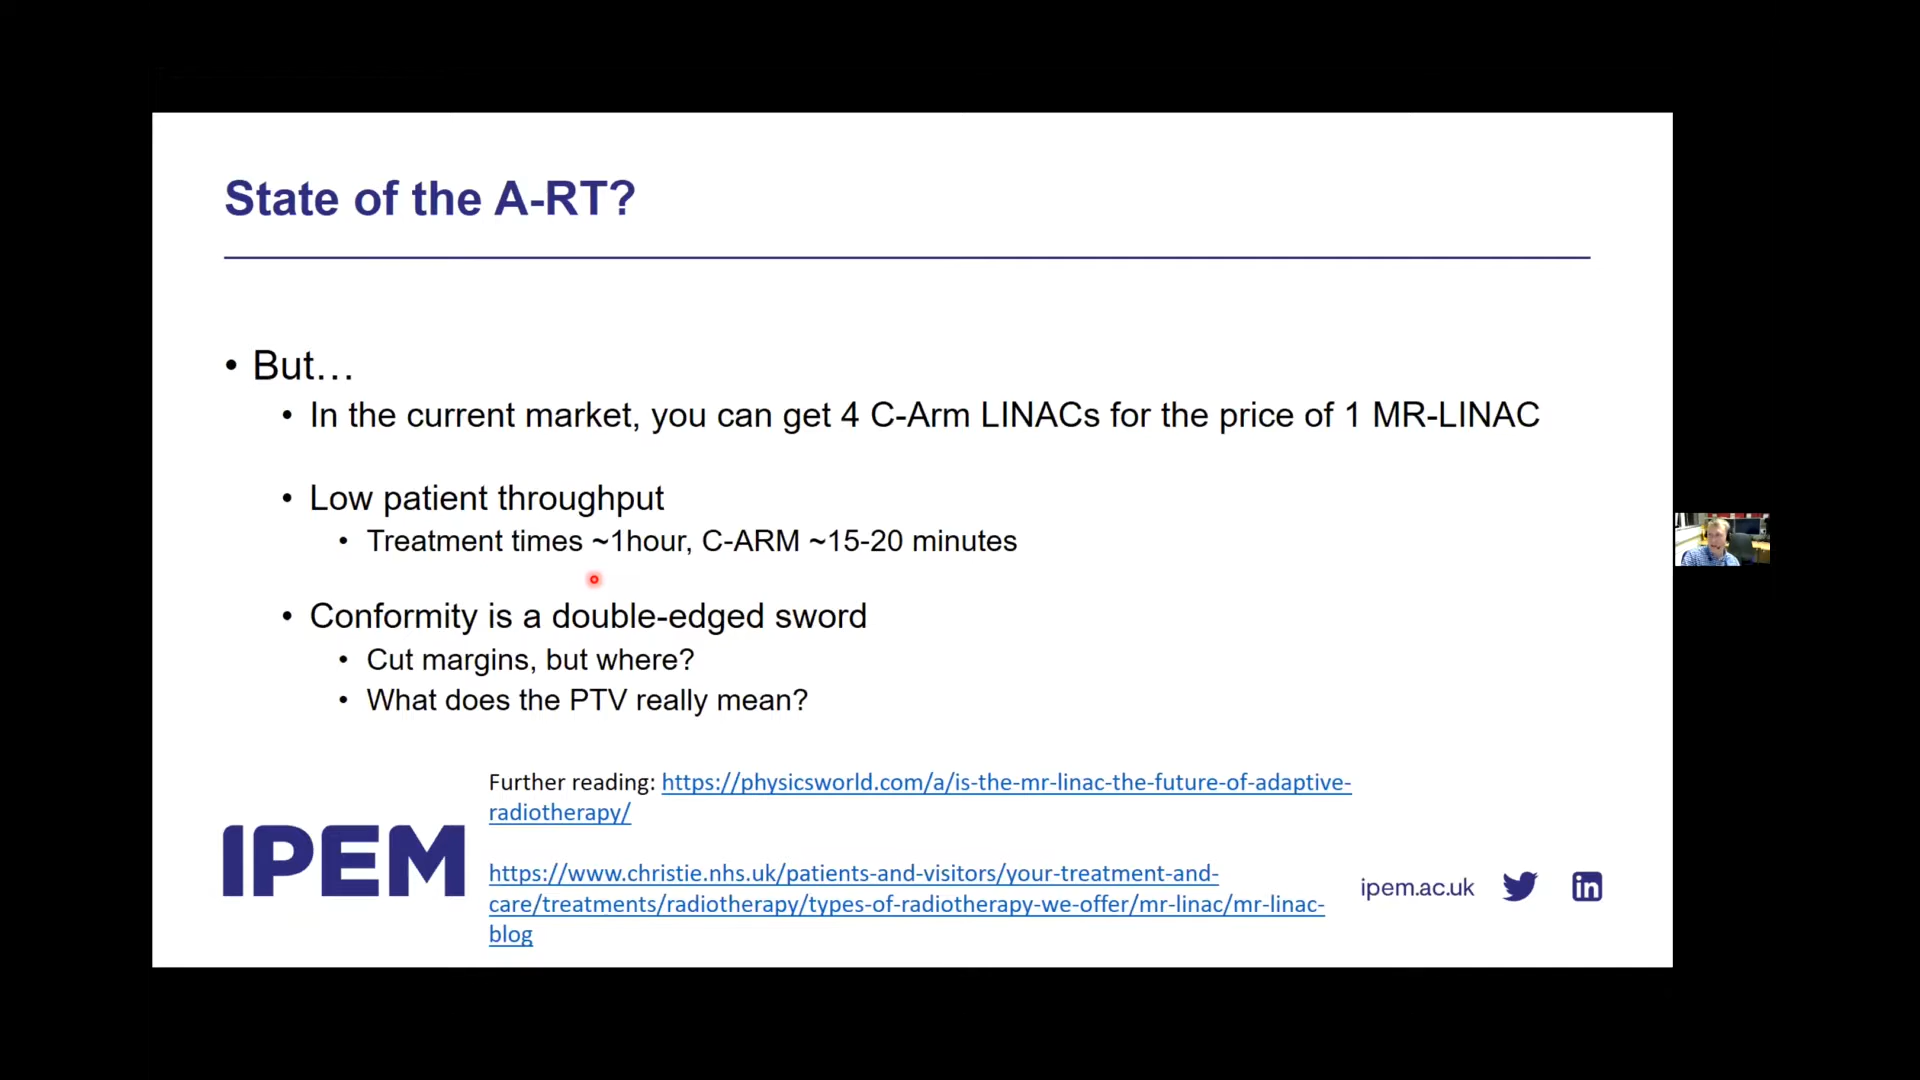 State of the A-RT?
• But…
• In the current market, you can get 4 C-Arm LINACs for the price of 1 MR-LINAC
• Low patient throughput
• Treatment times ~1hour, C-ARM ~15-20 minutes
• Conformity is a double-edged sword
• Cut margins, but where?
• What does the PTV really mean?
Further reading: https://physicsworld.com/a/is-the-mr-linac-the-future-of-adaptive-
radiotherapy/
IPEM
https://www.christie.nhs.uk/patients-and-visitors/your-treatment-and-
care/treatments/radiotherapy/types-of-radiotherapy-we-offer/mr-linac/mr-linac-
blog
ipem.ac.uk
in